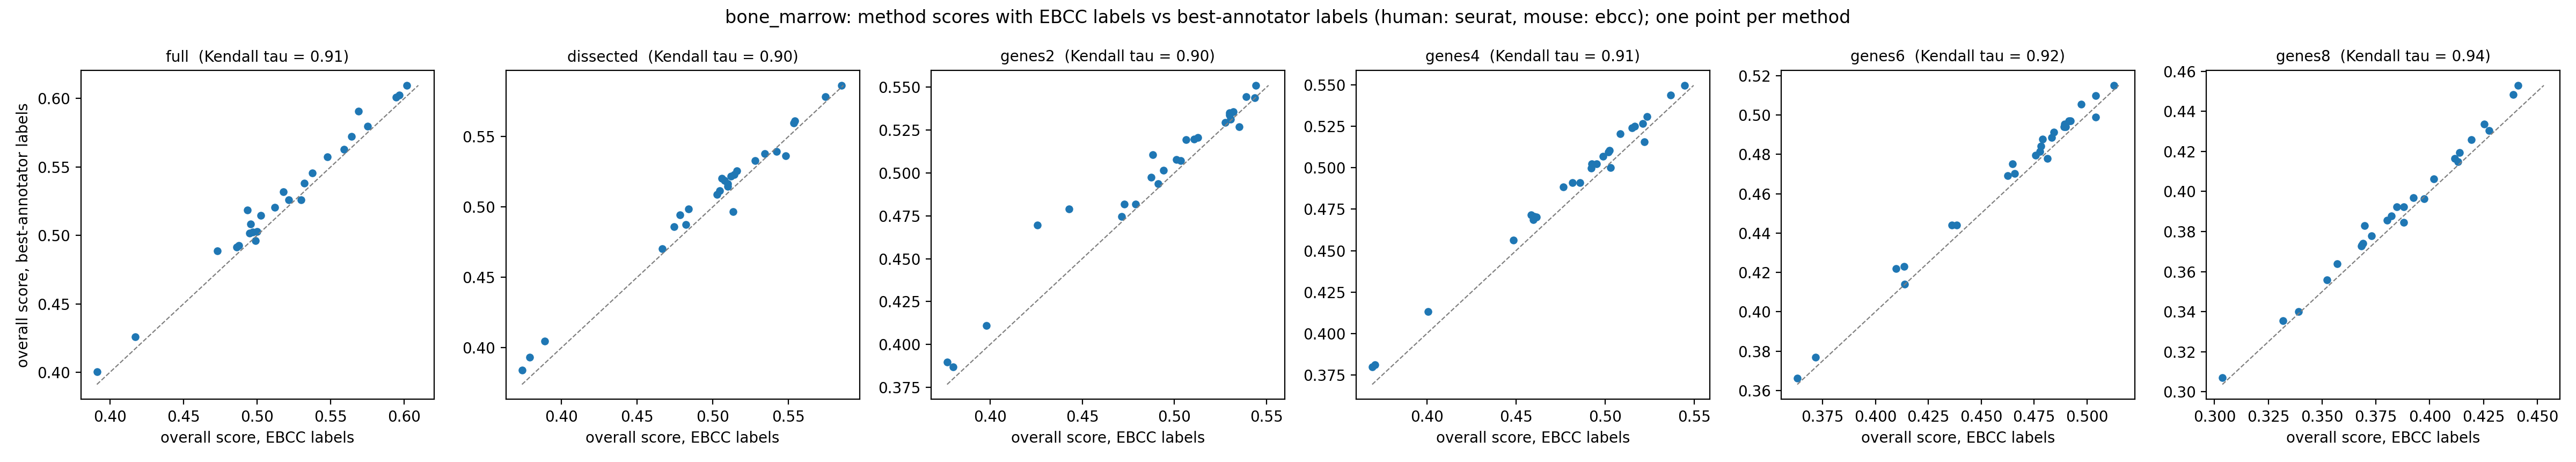 bone_marrow: method scores with EBCC labels vs best-annotator labels (human: seurat, mouse: ebcc); one point per method
full (Kendall tau = 0.91)
overall score, best-annotator labels
0.60
0.55
0.50
0.45
0.40
0.40 0.45 0.50 0.55 0.60
overall score, EBCC labels
dissected (Kendall tau = 0.90)
0.55
0.50
0.45
0.40
0.40 0.45 0.50 0.55
overall score, EBCC labels
genes2 (Kendall tau = 0.90)
0.550
0.525
0.500
0.475
0.450
0.425
0.400
0.375
0.40 0.45 0.50 0.55
overall score, EBCC labels
genes4 (Kendall tau = 0.91)
0.550
0.525
0.500
0.475
0.450
0.425
0.400
0.375
0.40 0.45 0.50 0.55
overall score, EBCC labels
genes6 (Kendall tau = 0.92)
0.52
0.50
0.48
0.46
0.44
0.42
0.40
0.38
0.36
0.375 0.400 0.425 0.450 0.475 0.500
overall score, EBCC labels
genes8 (Kendall tau = 0.94)
0.46
0.44
0.42
0.40
0.38
0.36
0.34
0.32
0.30
0.300 0.325 0.350 0.375 0.400 0.425 0.450
overall score, EBCC labels